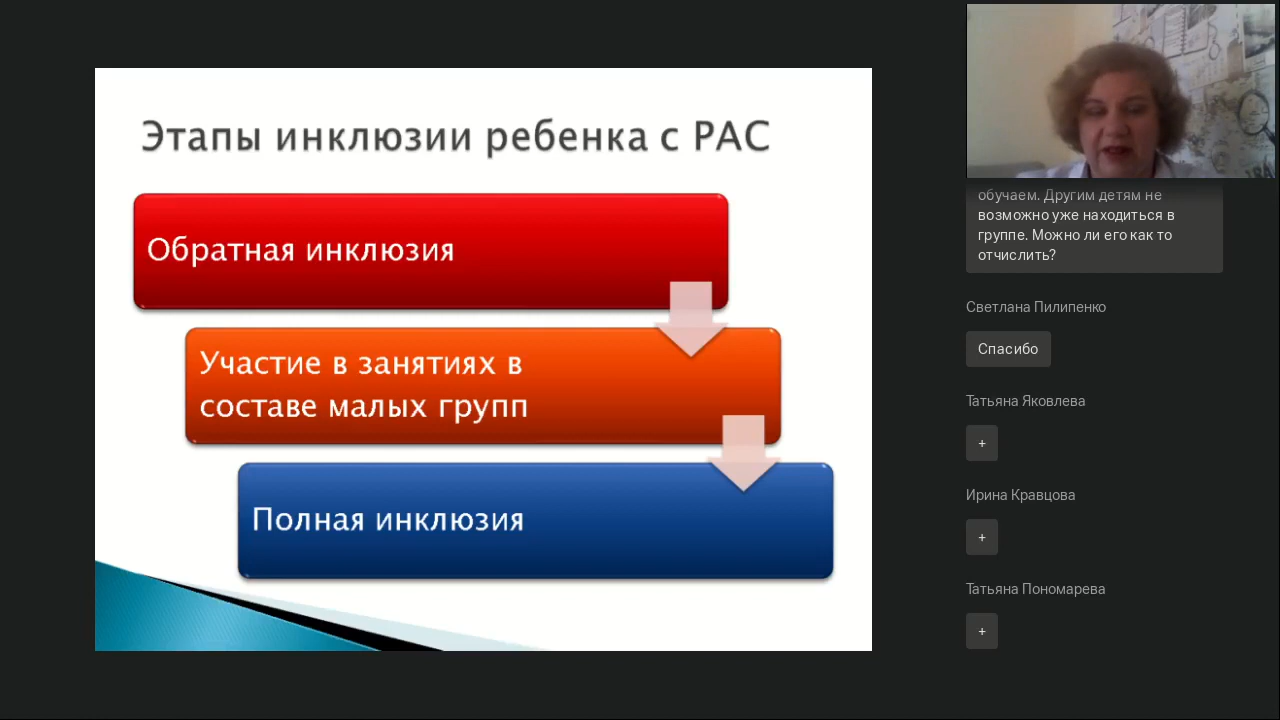 Этапы инклюзии ребенка с РАС
Обратная инклюзия
Участие в занятиях в
составе малых групп
Полная инклюзия
обучаем. Другим детям не
возможно уже находиться в
группе. Можно ли его как то
отчислить?
Светлана Пилипенко
Спасибо
Татьяна Яковлева
+
Ирина Кравцова
+
Татьяна Пономарева
+